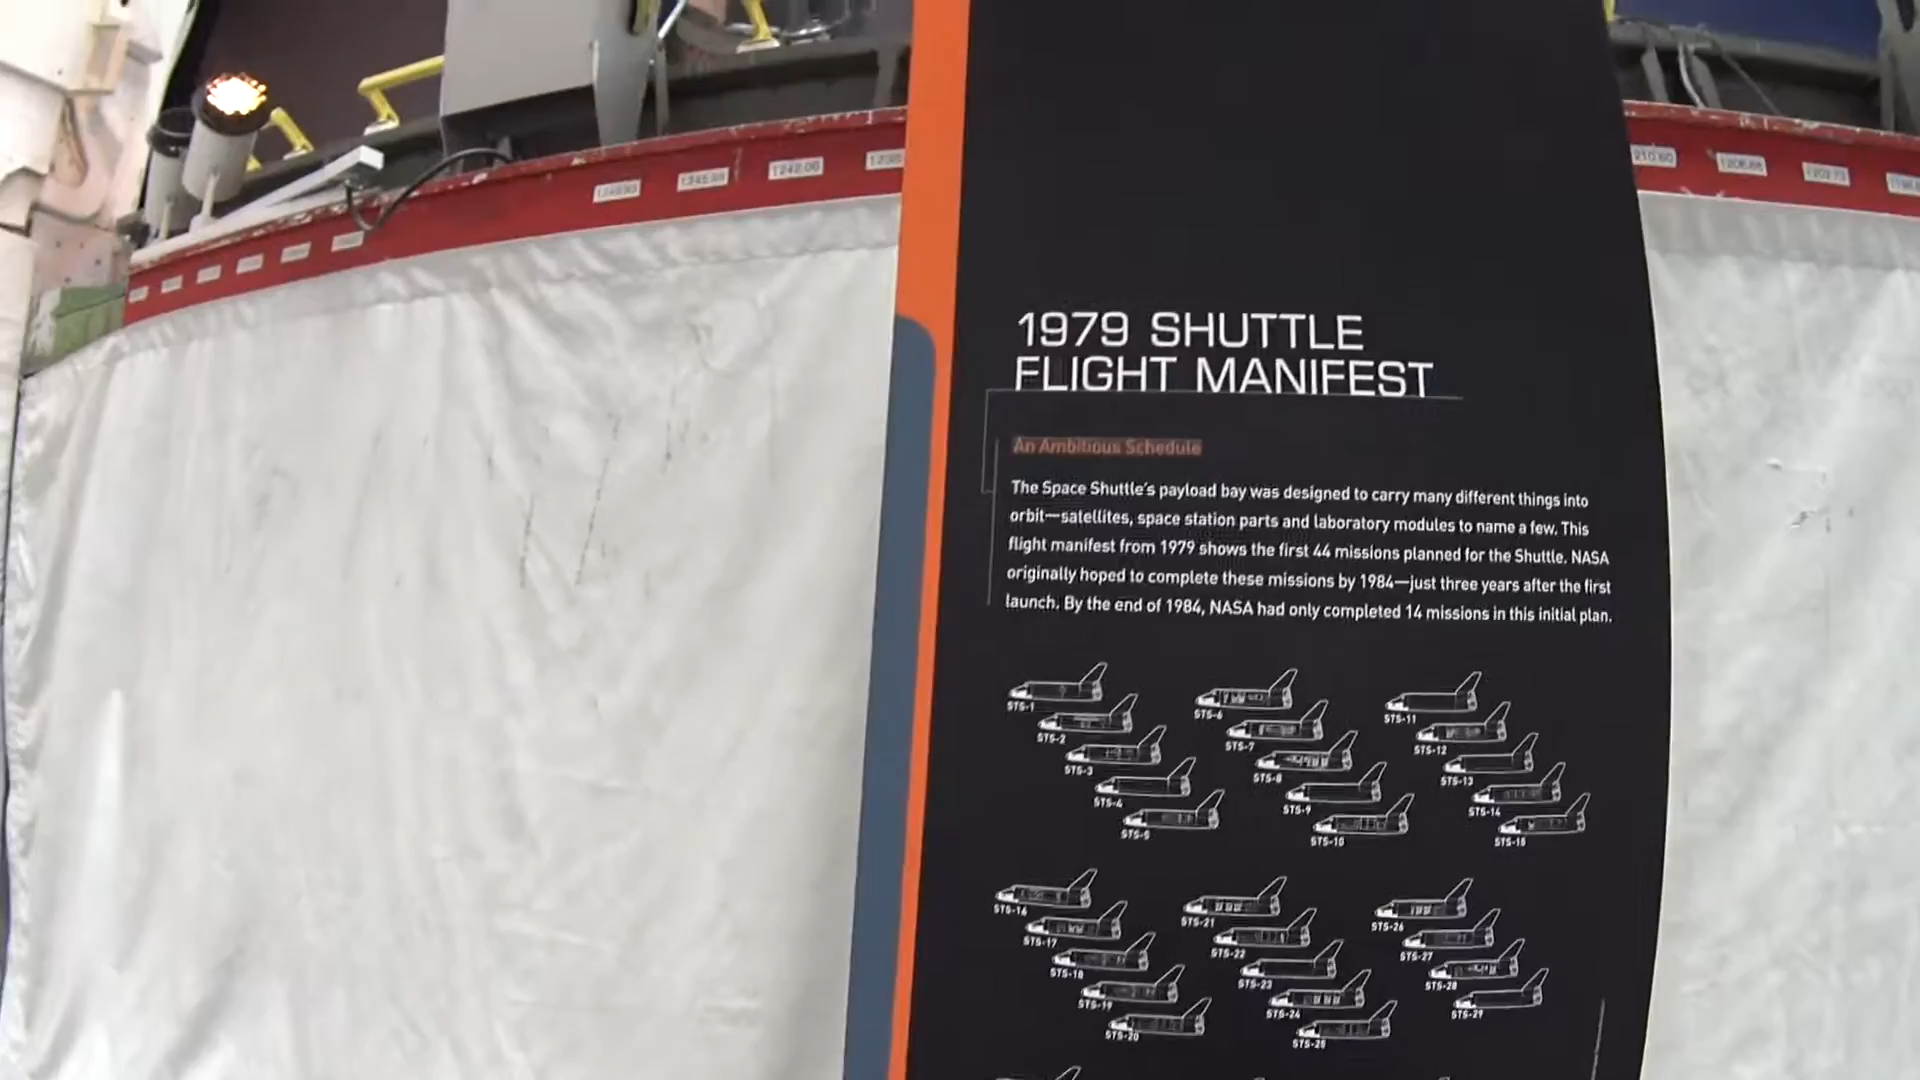 1242.00
1979 SHUTTLE
FLIGHT MANIFEST
An Ambitious Schedule
The Space Shuttle's payload bay was designed to carry many different things into
orbit—satellites, space station parts and laboratory modules to name a few. This
flight manifest from 1979 shows the first 44 missions planned for the Shuttle. NASA
originally hoped to complete these missions by 1984—just three years after the first
launch. By the end of 1984, NASA had only completed 14 missions in this initial plan.
STS-1
STS-2
STS-3
STS-4
STS-5
STS-6
STS-7
STS-8
STS-9
STS-10
STS-11
STS-12
STS-13
STS-14
STS-15
STS-16
STS-17
STS-18
STS-19
STS-20
STS-21
STS-22
STS-23
STS-24
STS-25
STS-26
STS-27
STS-28
STS-29